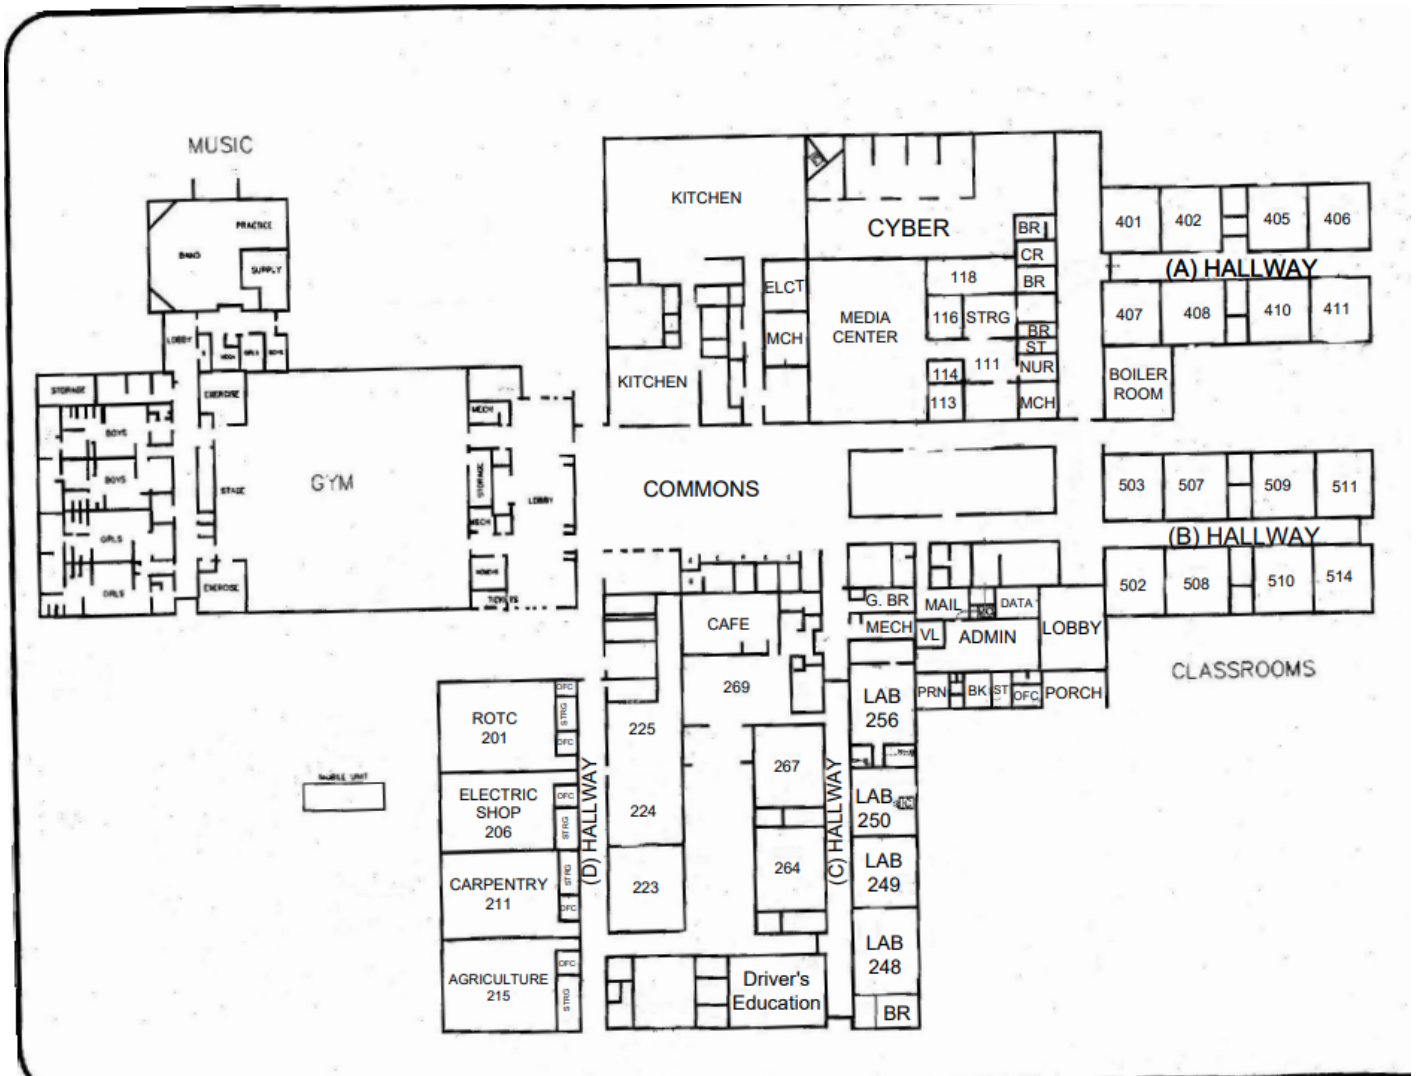 MUSIC
PRACTICE
BAND
SUPPLY
LOBBY
MECH
GIRLS
BOYS
STORAGE
EXERCISE
BOYS
BOYS
GIRLS
GIRLS
STAGE
EXERCISE
GYM
MECH
STORAGE
MECH
LOBBY
TICKETS
KITCHEN
KITCHEN
ELCT
MCH
CYBER
MEDIA
CENTER
118
116
STRG
111
114
113
BR
CR
BR
BR
ST
NUR
MCH
401
402
405
406
(A) HALLWAY
407
408
410
411
BOILER
ROOM
COMMONS
503
507
509
511
(B) HALLWAY
502
508
510
514
CLASSROOMS
G. BR
MECH
MAIL
DATA
VL
ADMIN
LOBBY
PRN
BK
ST
OFC
PORCH
CAFE
269
225
224
223
267
264
LAB
256
LAB
250
LAB
249
LAB
248
BR
(C) HALLWAY
(D) HALLWAY
ROTC
201
OFC
STRG
OFC
ELECTRIC
SHOP
206
OFC
STRG
CARPENTRY
211
STRG
OFC
AGRICULTURE
215
OFC
STRG
Driver's
Education
MOBILE UNIT